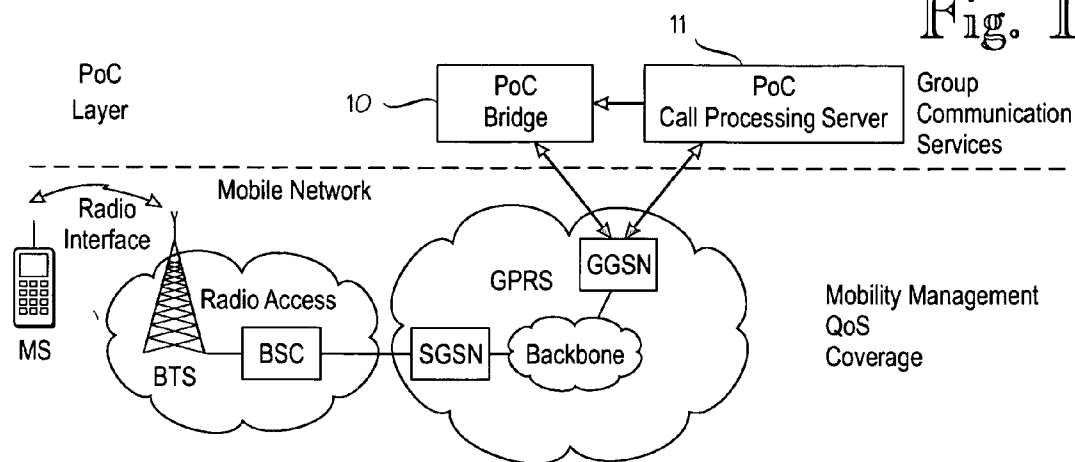 Fig. 1
11
PoC
Layer
10
PoC
Bridge
PoC
Call Processing Server
Group
Communication
Services
Mobile Network
Radio
Interface
MS
Radio Access
BTS
BSC
GPRS
GGSN
SGSN
Backbone
Mobility Management
QoS
Coverage